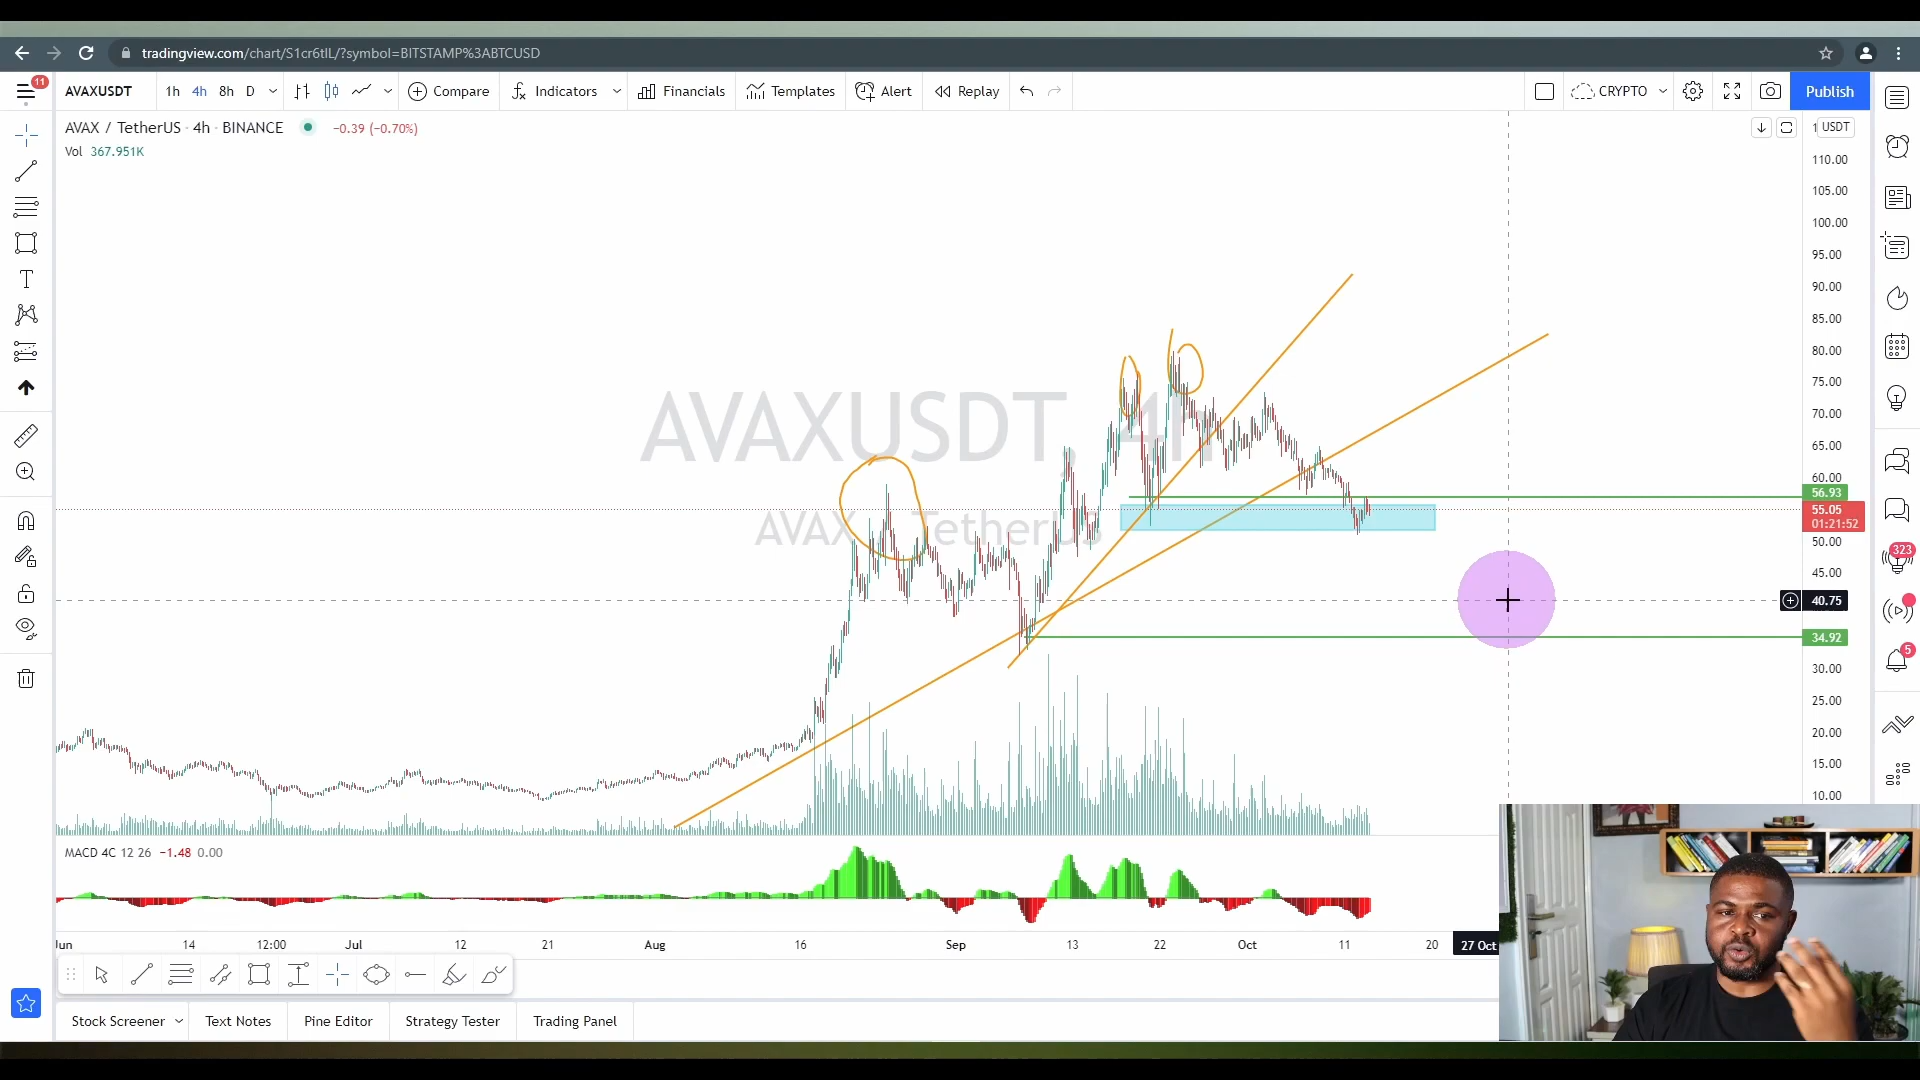 tradingview.com/chart/S1cr6tlL/?symbol=BITSTAMP%3ABTCUSD
11
AVAXUSDT
1h 4h 8h D
Compare
Indicators
Financials
Templates
Alert
Replay
CRYPTO
Publish
AVAX / TetherUS · 4h · BINANCE −0.39 (−0.70%)
Vol 367.951K
USDT
110.00
105.00
100.00
95.00
90.00
85.00
80.00
75.00
70.00
65.00
60.00
56.93
55.05
01:21:52
50.00
45.00
40.75
34.92
30.00
25.00
20.00
15.00
10.00
AVAXUSDT, 4h
AVAX / TetherUS
323
5
MACD 4C 12 26 −1.48 0.00
Jun 14 12:00 Jul 12 21 Aug 16 Sep 13 22 Oct 11 20 27 Oct
Stock Screener
Text Notes
Pine Editor
Strategy Tester
Trading Panel